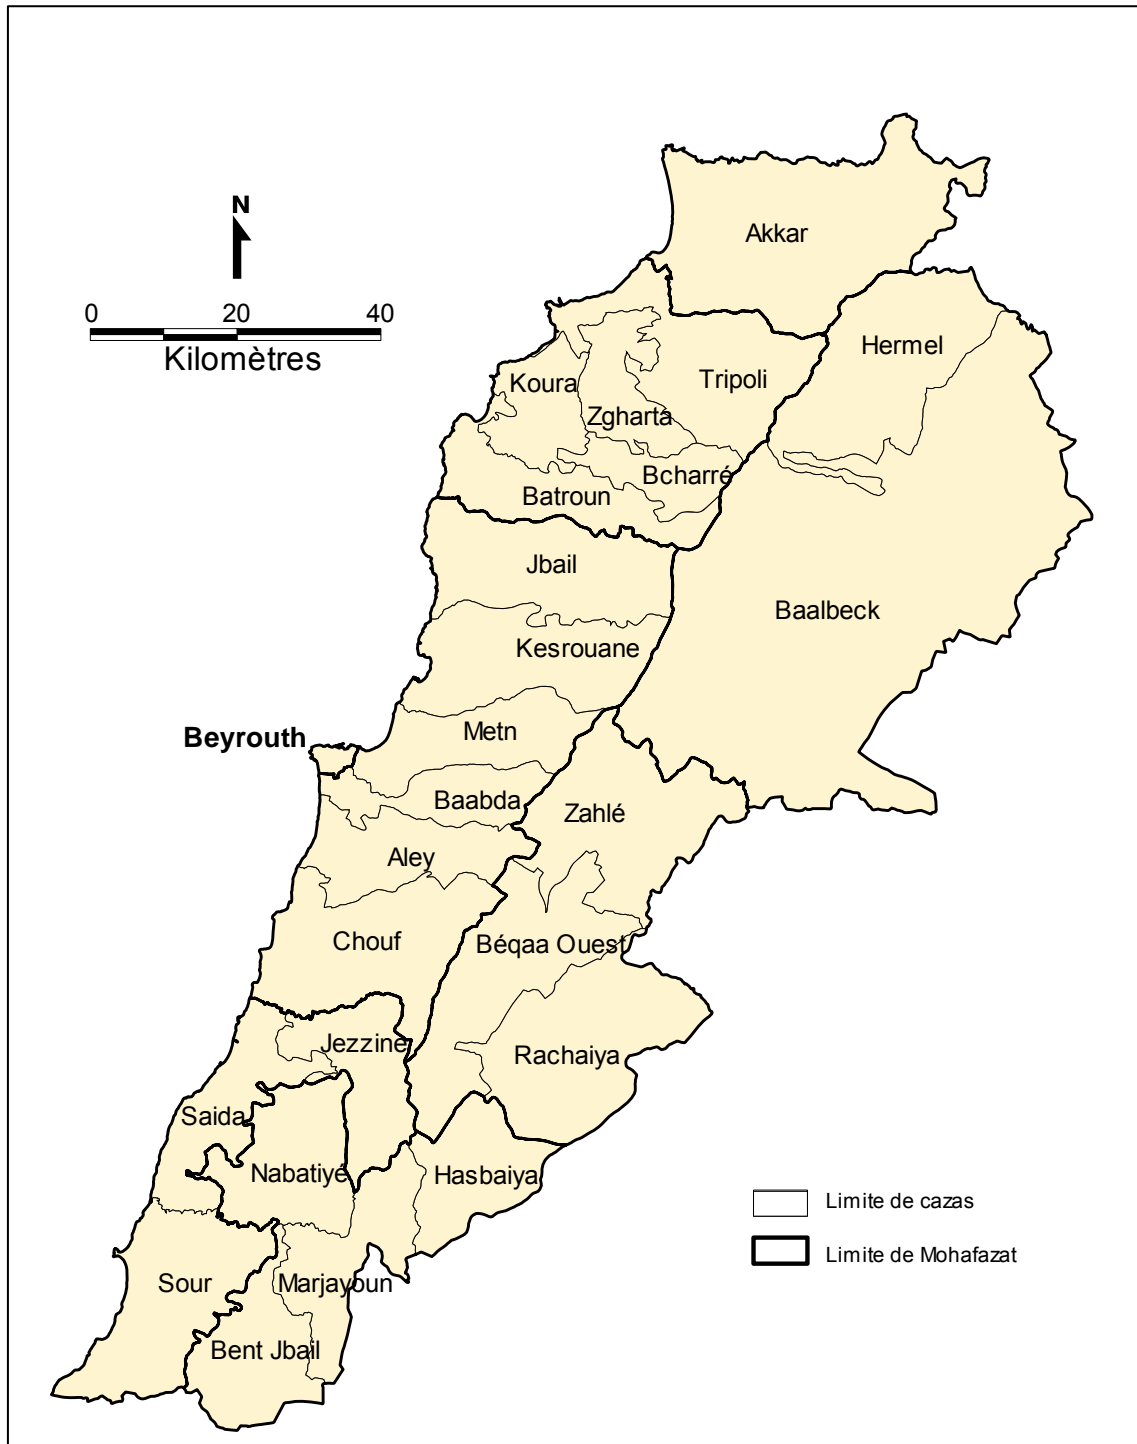 Akkar
N
0 20 40
Kilomètres
Hermel
Koura
Tripoli
Zgharta
Bcharré
Batroun
Jbail
Baalbeck
Kesrouane
Metn
Beyrouth
Baabda
Zahlé
Aley
Chouf
Béqaa Ouest
Jezzine
Rachaiya
Saida
Nabatiyé
Hasbaiya
Limite de cazas
Limite de Mohafazat
Sour
Marjayoun
Bent Jbail